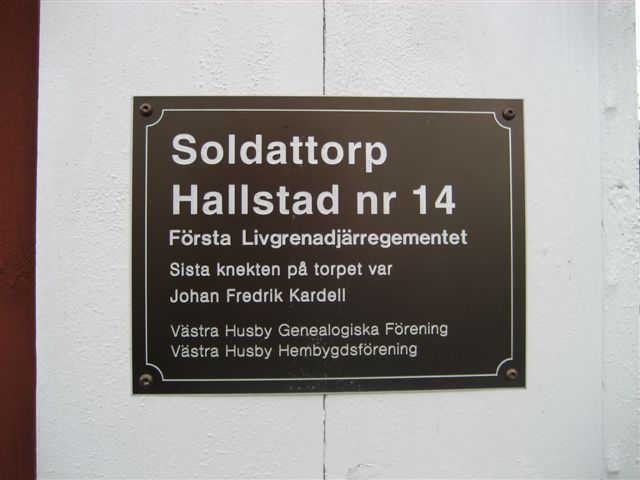 Soldattorp
Hallstad nr 14
Första Livgrenadjärregementet
Sista knekten på torpet var
Johan Fredrik Kardell
Västra Husby Genealogiska Förening
Västra Husby Hembygdsförening